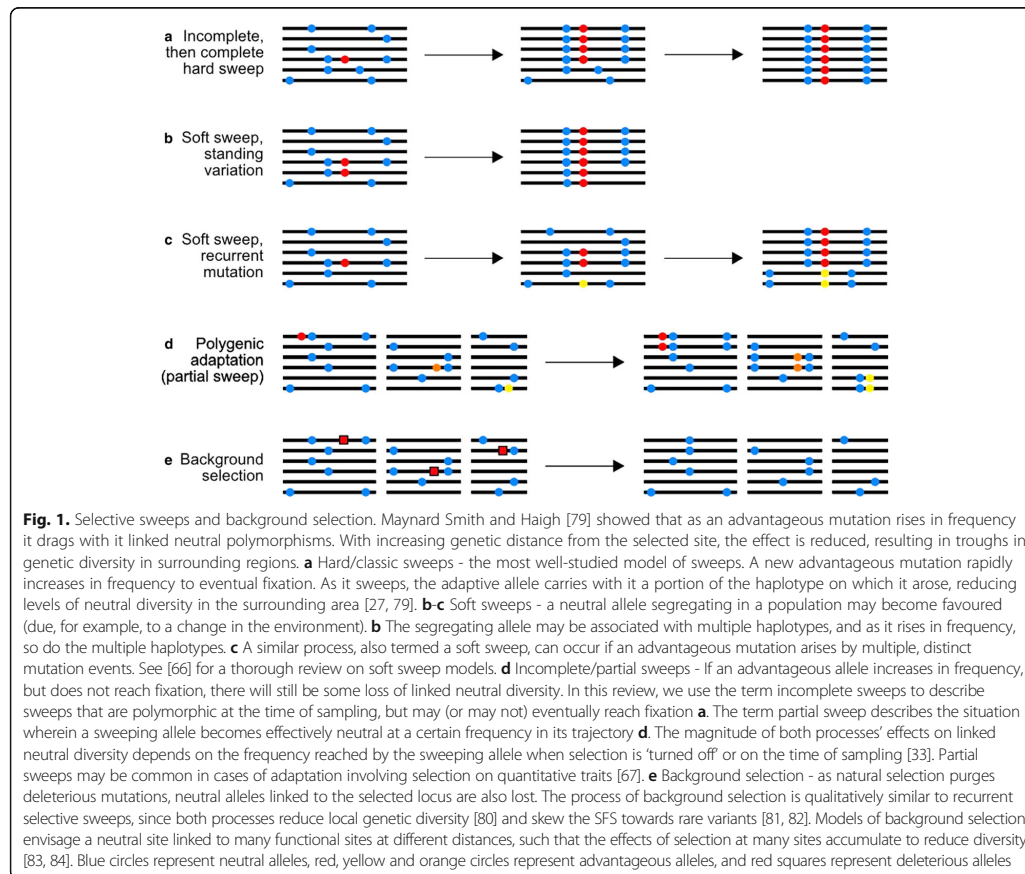 a Incomplete,
then complete
hard sweep
b Soft sweep,
standing
variation
c Soft sweep,
recurrent
mutation
d Polygenic
adaptation
(partial sweep)
e Background
selection
Fig. 1. Selective sweeps and background selection. Maynard Smith and Haigh [79] showed that as an advantageous mutation rises in frequency
it drags with it linked neutral polymorphisms. With increasing genetic distance from the selected site, the effect is reduced, resulting in troughs in
genetic diversity in surrounding regions. a Hard/classic sweeps - the most well-studied model of sweeps. A new advantageous mutation rapidly
increases in frequency to eventual fixation. As it sweeps, the adaptive allele carries with it a portion of the haplotype on which it arose, reducing
levels of neutral diversity in the surrounding area [27, 79]. b-c Soft sweeps - a neutral allele segregating in a population may become favoured
(due, for example, to a change in the environment). b The segregating allele may be associated with multiple haplotypes, and as it rises in frequency,
so do the multiple haplotypes. c A similar process, also termed a soft sweep, can occur if an advantageous mutation arises by multiple, distinct
mutation events. See [66] for a thorough review on soft sweep models. d Incomplete/partial sweeps - If an advantageous allele increases in frequency,
but does not reach fixation, there will still be some loss of linked neutral diversity. In this review, we use the term incomplete sweeps to describe
sweeps that are polymorphic at the time of sampling, but may (or may not) eventually reach fixation a. The term partial sweep describes the situation
wherein a sweeping allele becomes effectively neutral at a certain frequency in its trajectory d. The magnitude of both processes' effects on linked
neutral diversity depends on the frequency reached by the sweeping allele when selection is 'turned off' or on the time of sampling [33]. Partial
sweeps may be common in cases of adaptation involving selection on quantitative traits [67]. e Background selection - as natural selection purges
deleterious mutations, neutral alleles linked to the selected locus are also lost. The process of background selection is qualitatively similar to recurrent
selective sweeps, since both processes reduce local genetic diversity [80] and skew the SFS towards rare variants [81, 82]. Models of background selection
envisage a neutral site linked to many functional sites at different distances, such that the effects of selection at many sites accumulate to reduce diversity
[83, 84]. Blue circles represent neutral alleles, red, yellow and orange circles represent advantageous alleles, and red squares represent deleterious alleles